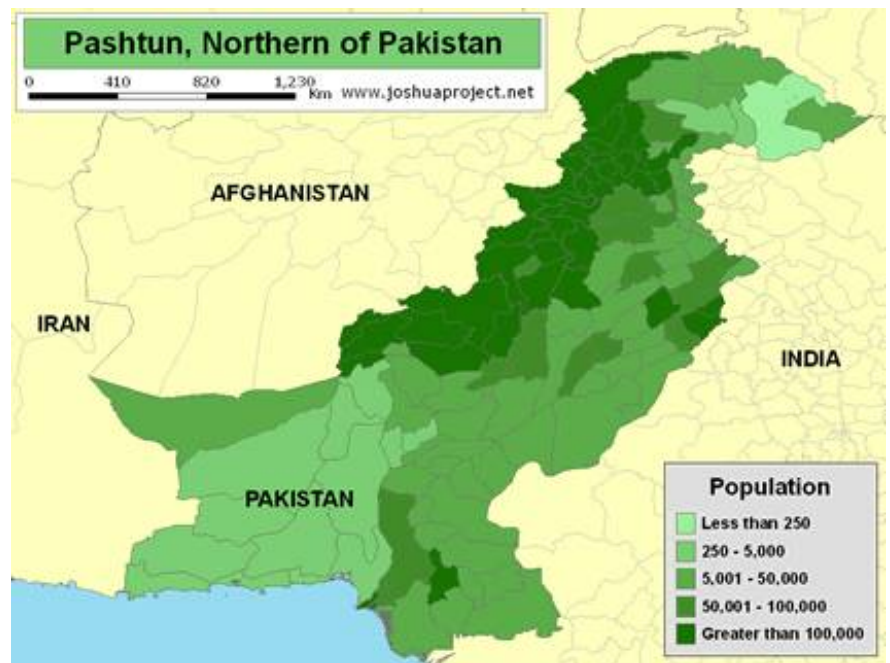 Pashtun, Northern of Pakistan
0 410 820 1,230
Km www.joshuaproject.net
AFGHANISTAN
IRAN
INDIA
PAKISTAN
Population
Less than 250
250 - 5,000
5,001 - 50,000
50,001 - 100,000
Greater than 100,000